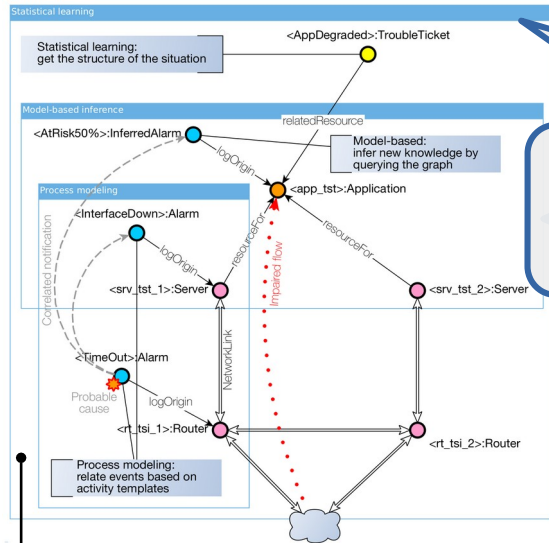 Statistical learning
<AppDegraded>:TroubleTicket
Statistical learning:
get the structure of the situation
relatedResource
Model-based inference
<AtRisk50%>:InferredAlarm
logOrigin
Model-based:
infer new knowledge by
querying the graph
<app_tst>:Application
Process modeling
<InterfaceDown>:Alarm
logOrigin
resourceFor
resourceFor
Correlated notification
Impaired flow
<srv_tst_1>:Server
<srv_tst_2>:Server
NetworkLink
<TimeOut>:Alarm
Probable
cause
logOrigin
<rt_tsi_1>:Router
<rt_tsi_2>:Router
Process modeling:
relate events based on
activity templates